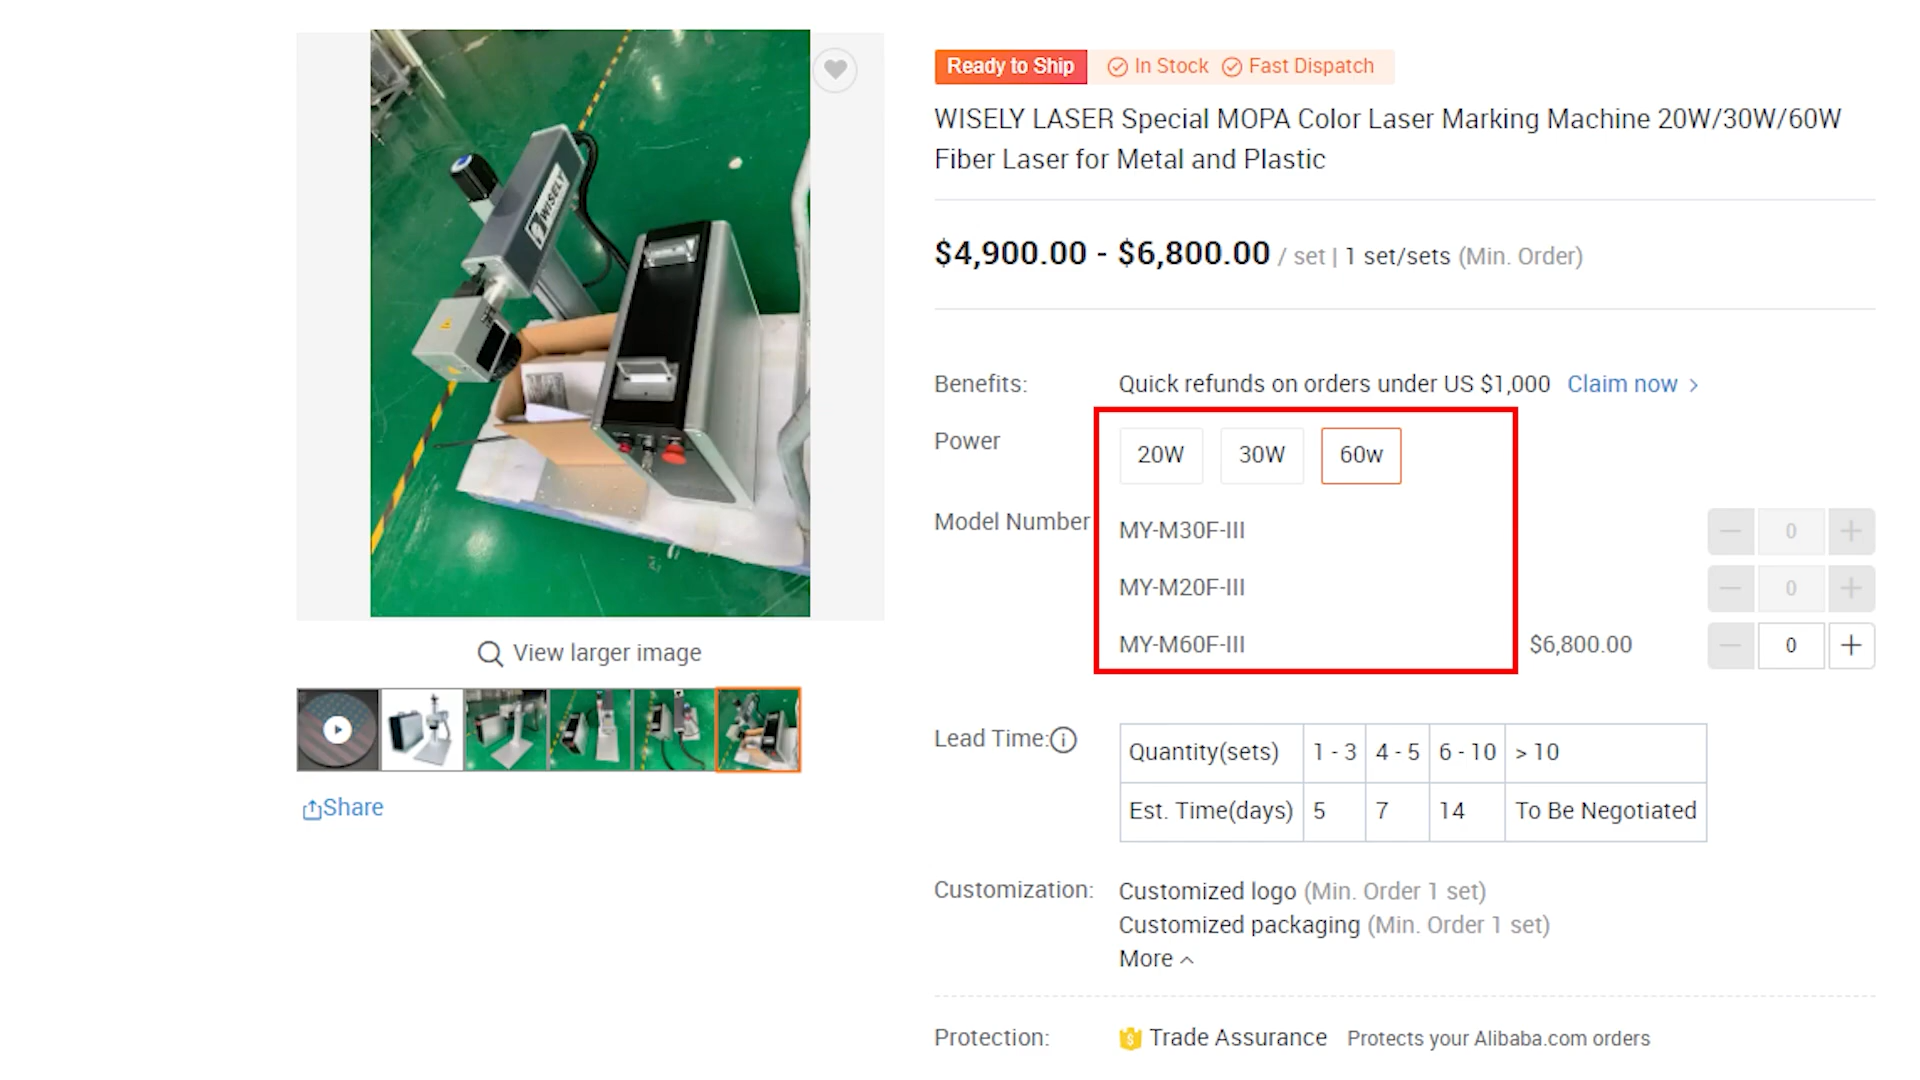 WISELY
View larger image
Share
Ready to Ship In Stock Fast Dispatch
WISELY LASER Special MOPA Color Laser Marking Machine 20W/30W/60W
Fiber Laser for Metal and Plastic
$4,900.00 - $6,800.00 / set | 1 set/sets (Min. Order)
Benefits: Quick refunds on orders under US $1,000 Claim now >
Power 20W 30W 60w
Model Number MY-M30F-III 0
MY-M20F-III 0
MY-M60F-III $6,800.00 0
Lead Time: Quantity(sets) 1 - 3 4 - 5 6 - 10 > 10
Est. Time(days) 5 7 14 To Be Negotiated
Customization: Customized logo (Min. Order 1 set)
Customized packaging (Min. Order 1 set)
More
Protection: Trade Assurance Protects your Alibaba.com orders